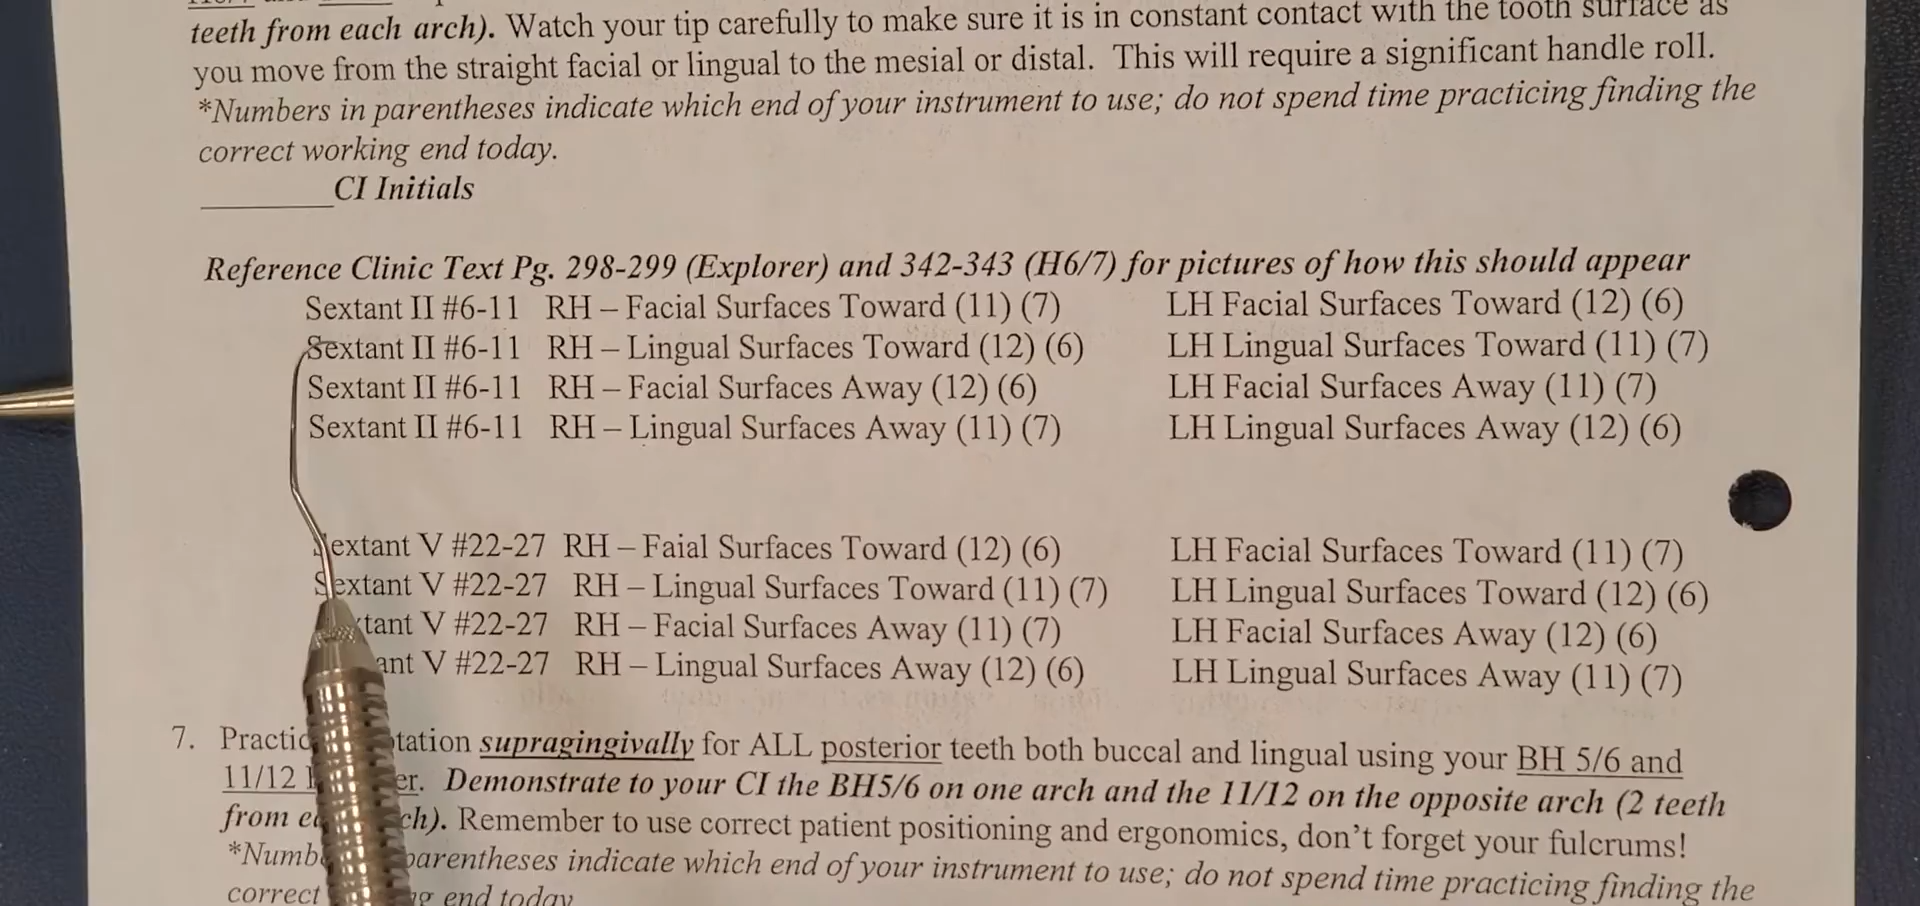 teeth from each arch). Watch your tip carefully to make sure it is in constant contact with the tooth surface as
you move from the straight facial or lingual to the mesial or distal. This will require a significant handle roll.
*Numbers in parentheses indicate which end of your instrument to use; do not spend time practicing finding the
correct working end today.
CI Initials
Reference Clinic Text Pg. 298-299 (Explorer) and 342-343 (H6/7) for pictures of how this should appear
Sextant II #6-11 RH – Facial Surfaces Toward (11) (7) LH Facial Surfaces Toward (12) (6)
Sextant II #6-11 RH – Lingual Surfaces Toward (12) (6) LH Lingual Surfaces Toward (11) (7)
Sextant II #6-11 RH – Facial Surfaces Away (12) (6) LH Facial Surfaces Away (11) (7)
Sextant II #6-11 RH – Lingual Surfaces Away (11) (7) LH Lingual Surfaces Away (12) (6)
Sextant V #22-27 RH – Faial Surfaces Toward (12) (6) LH Facial Surfaces Toward (11) (7)
Sextant V #22-27 RH – Lingual Surfaces Toward (11) (7) LH Lingual Surfaces Toward (12) (6)
tant V #22-27 RH – Facial Surfaces Away (11) (7) LH Facial Surfaces Away (12) (6)
ant V #22-27 RH – Lingual Surfaces Away (12) (6) LH Lingual Surfaces Away (11) (7)
7. Practic tation supragingivally for ALL posterior teeth both buccal and lingual using your BH 5/6 and
11/12 er. Demonstrate to your CI the BH5/6 on one arch and the 11/12 on the opposite arch (2 teeth
from ch). Remember to use correct patient positioning and ergonomics, don't forget your fulcrums!
*Numb parentheses indicate which end of your instrument to use; do not spend time practicing finding the
correct end today